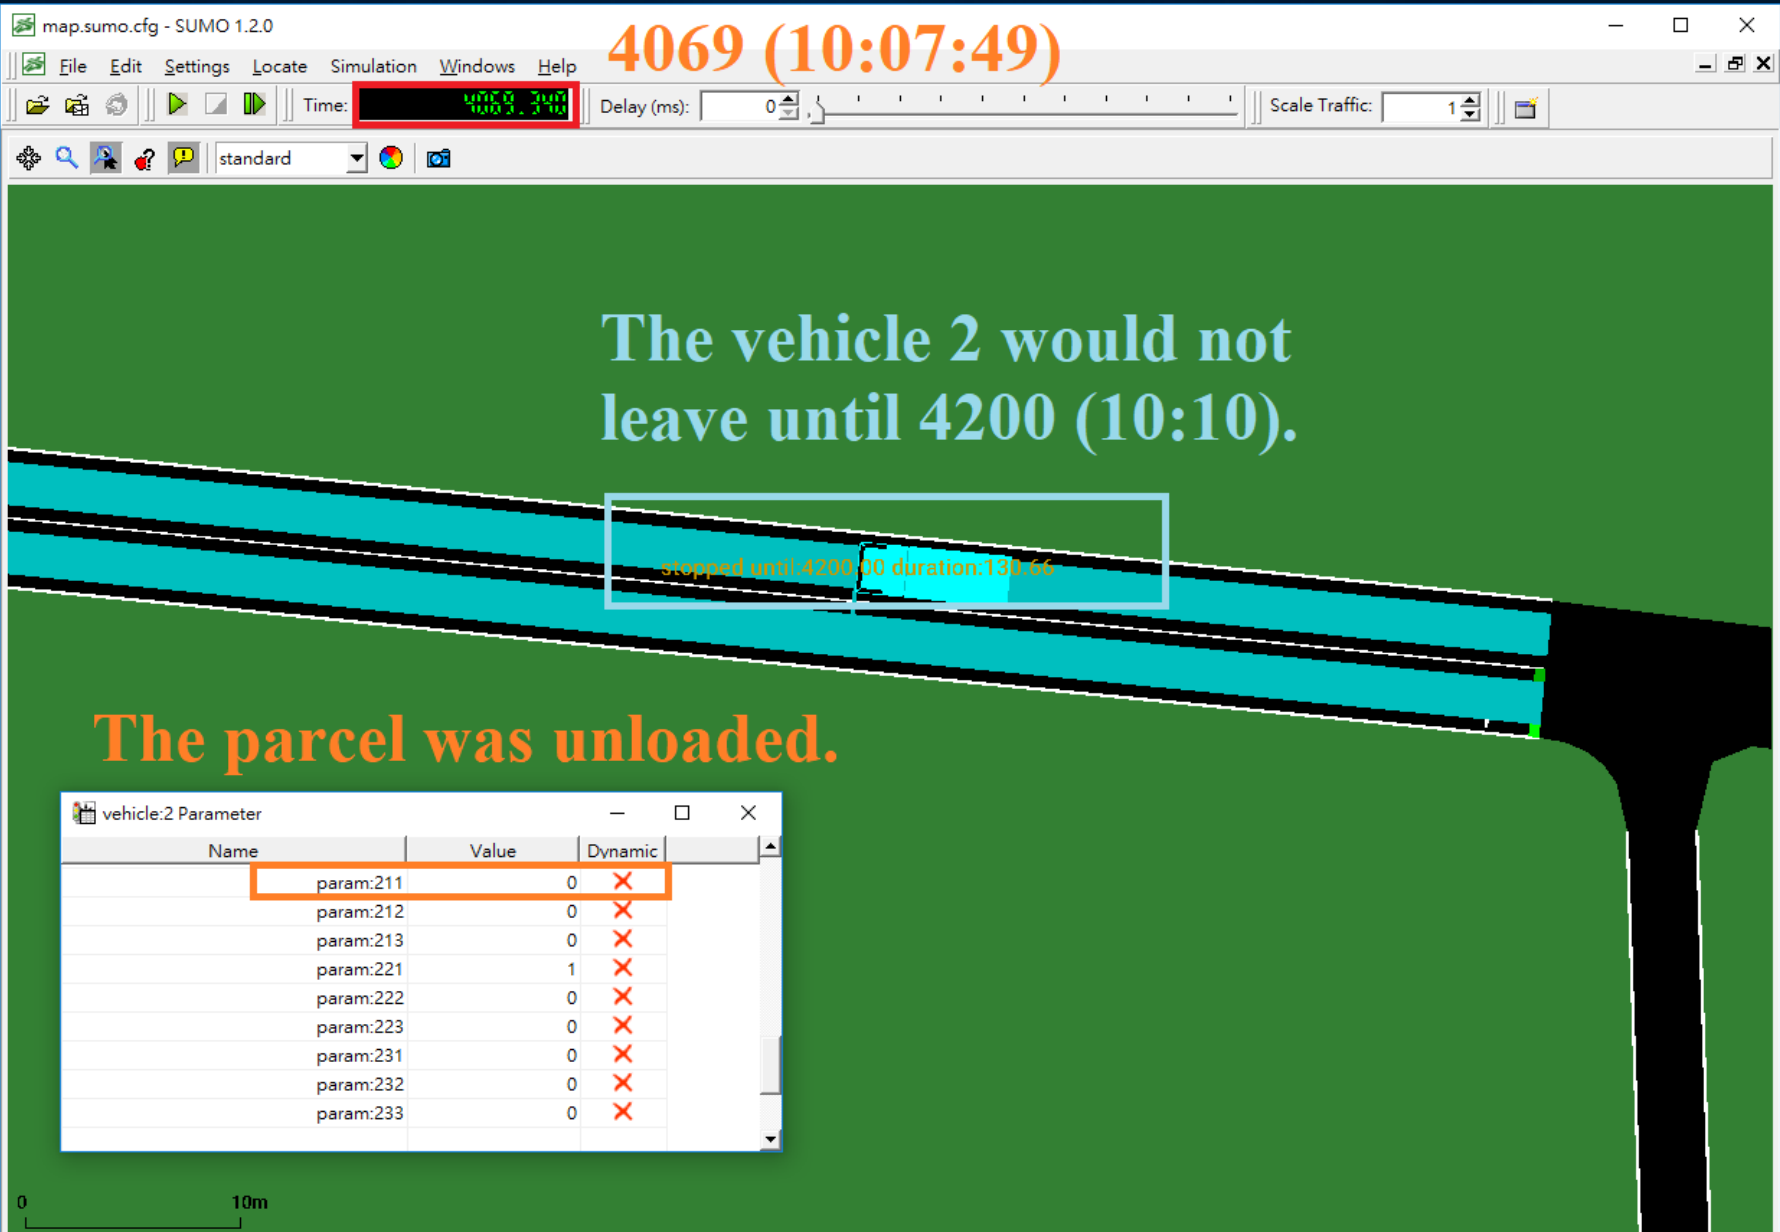 map.sumo.cfg - SUMO 1.2.0
4069 (10:07:49)
File Edit Settings Locate Simulation Windows Help
Time: 4069.340 Delay (ms): 0 Scale Traffic: 1
standard
The vehicle 2 would not
leave until 4200 (10:10).
stopped until:4200.00 duration:130.66
The parcel was unloaded.
vehicle:2 Parameter
Name Value Dynamic
param:211 0
param:212 0
param:213 0
param:221 1
param:222 0
param:223 0
param:231 0
param:232 0
param:233 0
0 10m